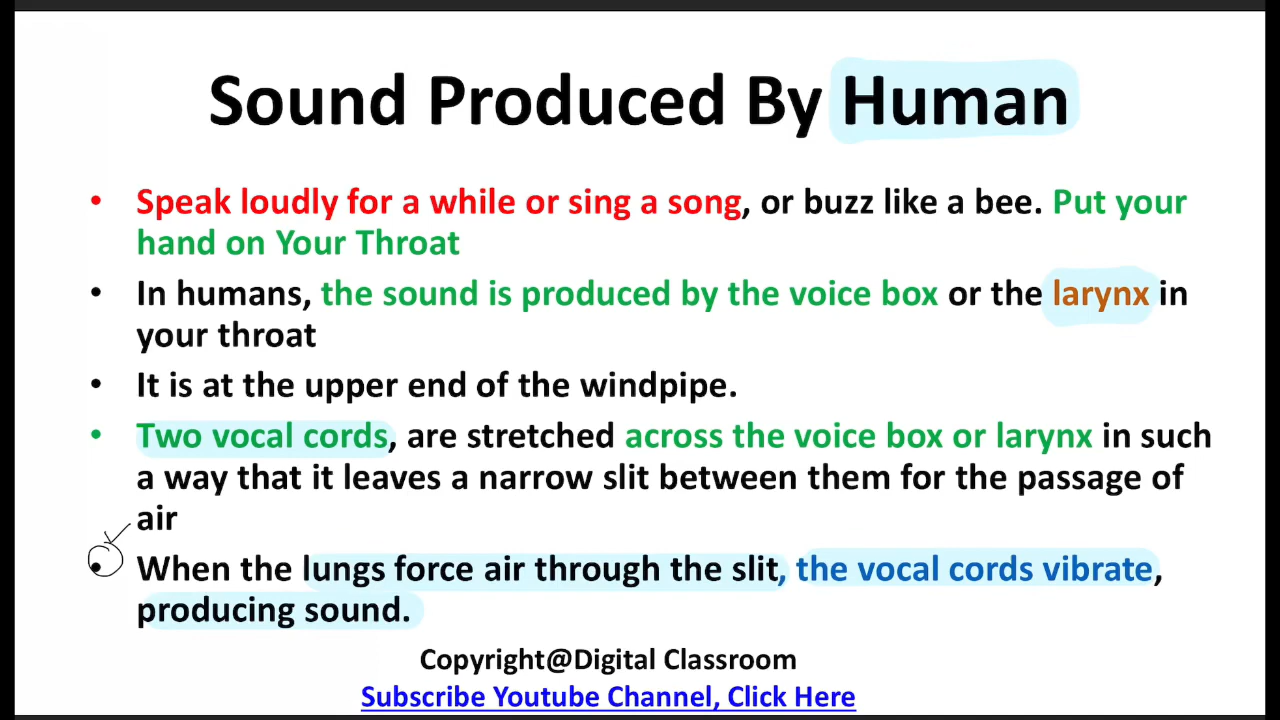 Sound Produced By Human
• Speak loudly for a while or sing a song, or buzz like a bee. Put your
hand on Your Throat
• In humans, the sound is produced by the voice box or the larynx in
your throat
• It is at the upper end of the windpipe.
• Two vocal cords, are stretched across the voice box or larynx in such
a way that it leaves a narrow slit between them for the passage of
air
• When the lungs force air through the slit, the vocal cords vibrate,
producing sound.
Copyright@Digital Classroom
Subscribe Youtube Channel, Click Here